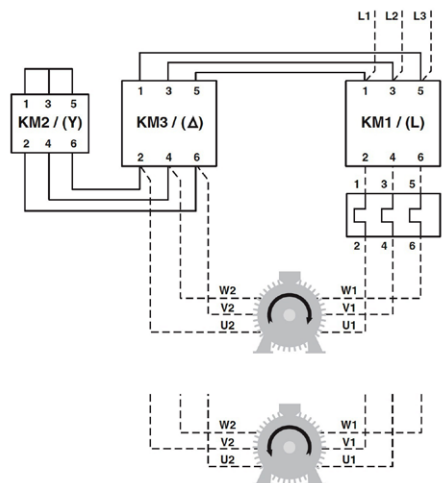 L1 L2 L3
1 3 5
1 3 5
1 3 5
KM2 / (Y)
KM3 / (Δ)
KM1 / (L)
2 4 6
2 4 6
2 4 6
1 3 5
2 4 6
W2 W1
V2 V1
U2 U1
W2 W1
V2 V1
U2 U1